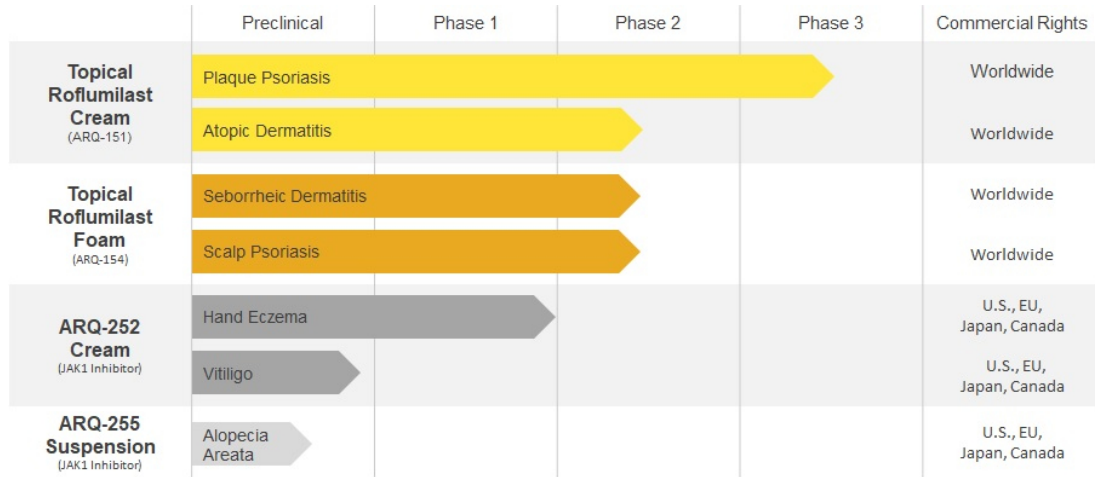 Preclinical Phase 1 Phase 2 Phase 3 Commercial Rights
Topical
Roflumilast
Cream
(ARQ-151)
Plaque Psoriasis
Worldwide
Atopic Dermatitis
Worldwide
Topical
Roflumilast
Foam
(ARQ-154)
Seborrheic Dermatitis
Worldwide
Scalp Psoriasis
Worldwide
ARQ-252
Cream
(JAK1 Inhibitor)
Hand Eczema
U.S., EU,
Japan, Canada
Vitiligo
U.S., EU,
Japan, Canada
ARQ-255
Suspension
(JAK1 Inhibitor)
Alopecia
Areata
U.S., EU,
Japan, Canada